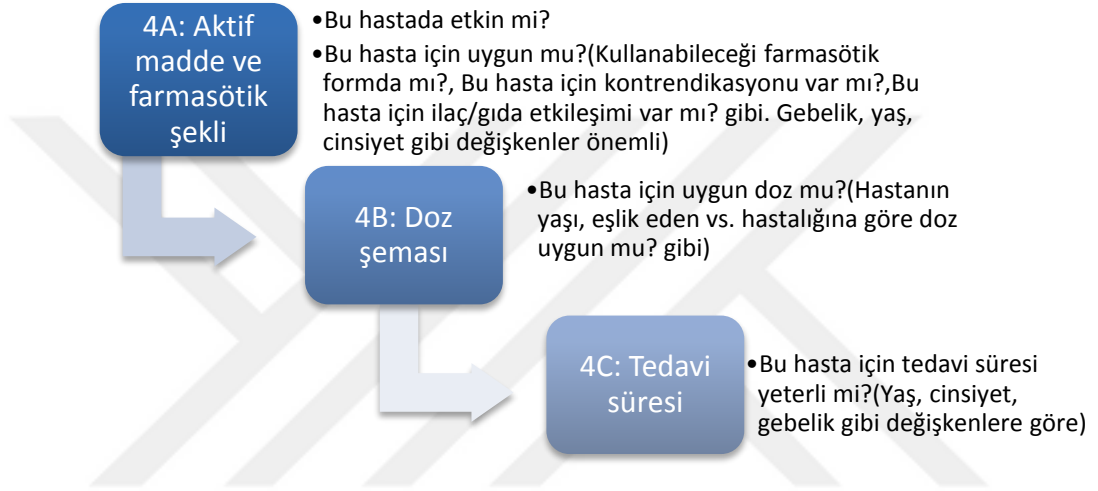 4A: Aktif
madde ve
farmasötik
şekli
•Bu hastada etkin mi?
•Bu hasta için uygun mu?(Kullanabileceği farmasötik
formda mı?, Bu hasta için kontrendikasyonu var mı?,Bu
hasta için ilaç/gıda etkileşimi var mı? gibi. Gebelik, yaş,
cinsiyet gibi değişkenler önemli)
4B: Doz
şeması
•Bu hasta için uygun doz mu?(Hastanın
yaşı, eşlik eden vs. hastalığına göre doz
uygun mu? gibi)
4C: Tedavi
süresi
•Bu hasta için tedavi süresi
yeterli mi?(Yaş, cinsiyet,
gebelik gibi değişkenlere göre)